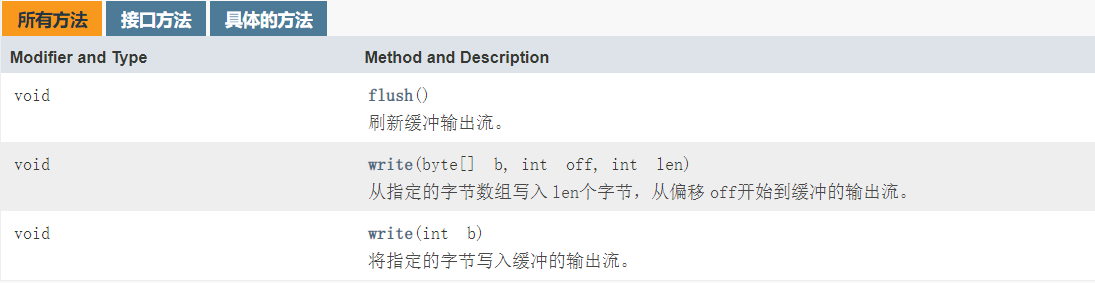 所有方法 接口方法 具体的方法
Modifier and Type Method and Description
void flush()
刷新缓冲输出流。
void write(byte[] b, int off, int len)
从指定的字节数组写入 len个字节，从偏移 off开始到缓冲的输出流。
void write(int b)
将指定的字节写入缓冲的输出流。